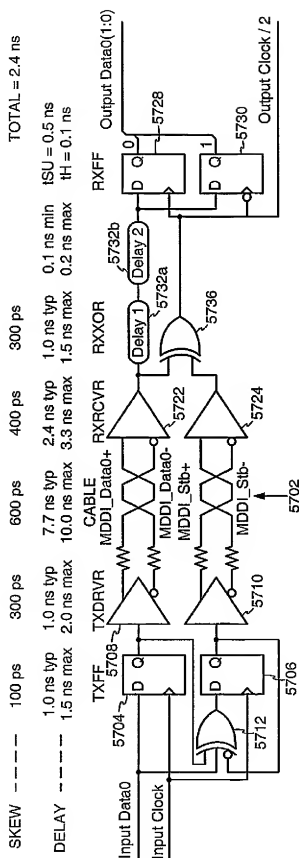 SKEW ---- 100 ps 300 ps 600 ps 400 ps 300 ps TOTAL = 2.4 ns
DELAY ---- 1.0 ns typ 1.0 ns typ 7.7 ns typ 2.4 ns typ 1.0 ns typ 0.1 ns min tSU = 0.5 ns
1.5 ns max 2.0 ns max 10.0 ns max 3.3 ns max 1.5 ns max 0.2 ns max tH = 0.1 ns
TXFF TXDRVR CABLE RXRCVR RXXOR RXFF
Input Data0
Input Clock
5704
D Q
5708
MDDI_Data0+
MDDI_Data0-
5722
Delay 1
5732a
Delay 2
5732b
D Q
0
5728
Output Data0(1:0)
5712
D Q
5706
5710
MDDI_Stb+
MDDI_Stb-
5702
5724
5736
D Q
1
5730
Output Clock / 2